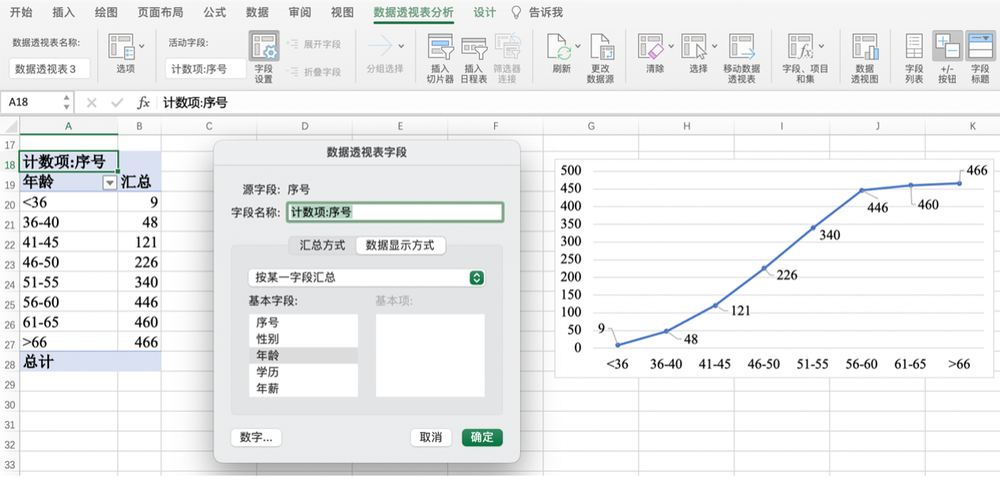 开始 插入 绘图 页面布局 公式 数据 审阅 视图 数据透视表分析 设计 告诉我
数据透视表名称:
数据透视表3
选项
活动字段:
计数项:序号
字段
设置
展开字段
折叠字段
分组选择
插入
切片器
插入
日程表
筛选器
连接
刷新
更改
数据源
清除
选择
移动数据
透视表
字段、项目
和集
数据
透视图
字段
列表
+/-
按钮
字段
标题
A18 fx 计数项:序号
A B C D E F G H I J K
17
18 计数项:序号
19 年龄 汇总
20 <36 9
21 36-40 48
22 41-45 121
23 46-50 226
24 51-55 340
25 56-60 446
26 61-65 460
27 >66 466
28 总计
29
30
31
32
33
数据透视表字段
源字段: 序号
字段名称: 计数项:序号
汇总方式 数据显示方式
按某一字段汇总
基本字段: 基本项:
序号
性别
年龄
学历
年薪
数字... 取消 确定
500
450
400
350
300
250
200
150
100
50
0
9
48
121
226
340
446
460
466
<36 36-40 41-45 46-50 51-55 56-60 61-65 >66